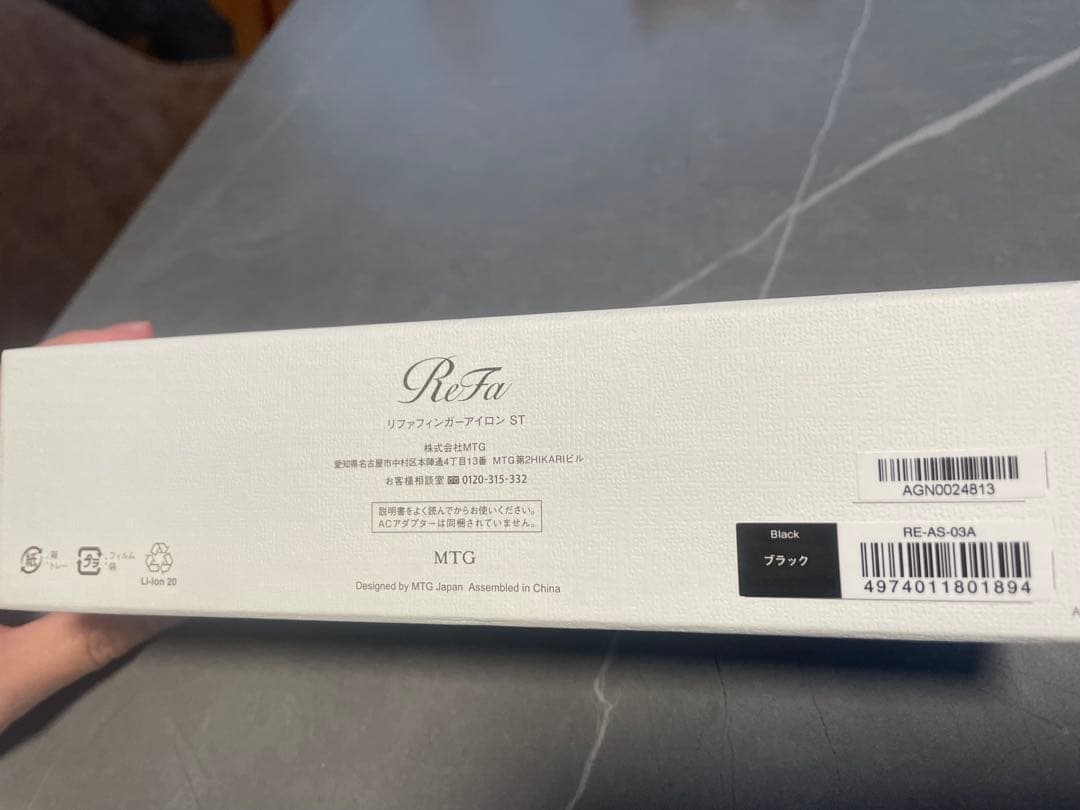 ReFa
リファフィンガーアイロン ST
株式会社MTG
愛知県名古屋市中村区本陣通4丁目13番 MTG第2HIKARIビル
お客様相談室 0120-315-332
説明書をよく読んでからお使いください。
ACアダプターは同梱されていません。
MTG
Designed by MTG Japan Assembled in China
紙
:箱
トレー
プラ
:フィルム
袋
Li-ion 20
AGN0024813
Black
ブラック
RE-AS-03A
4974011801894